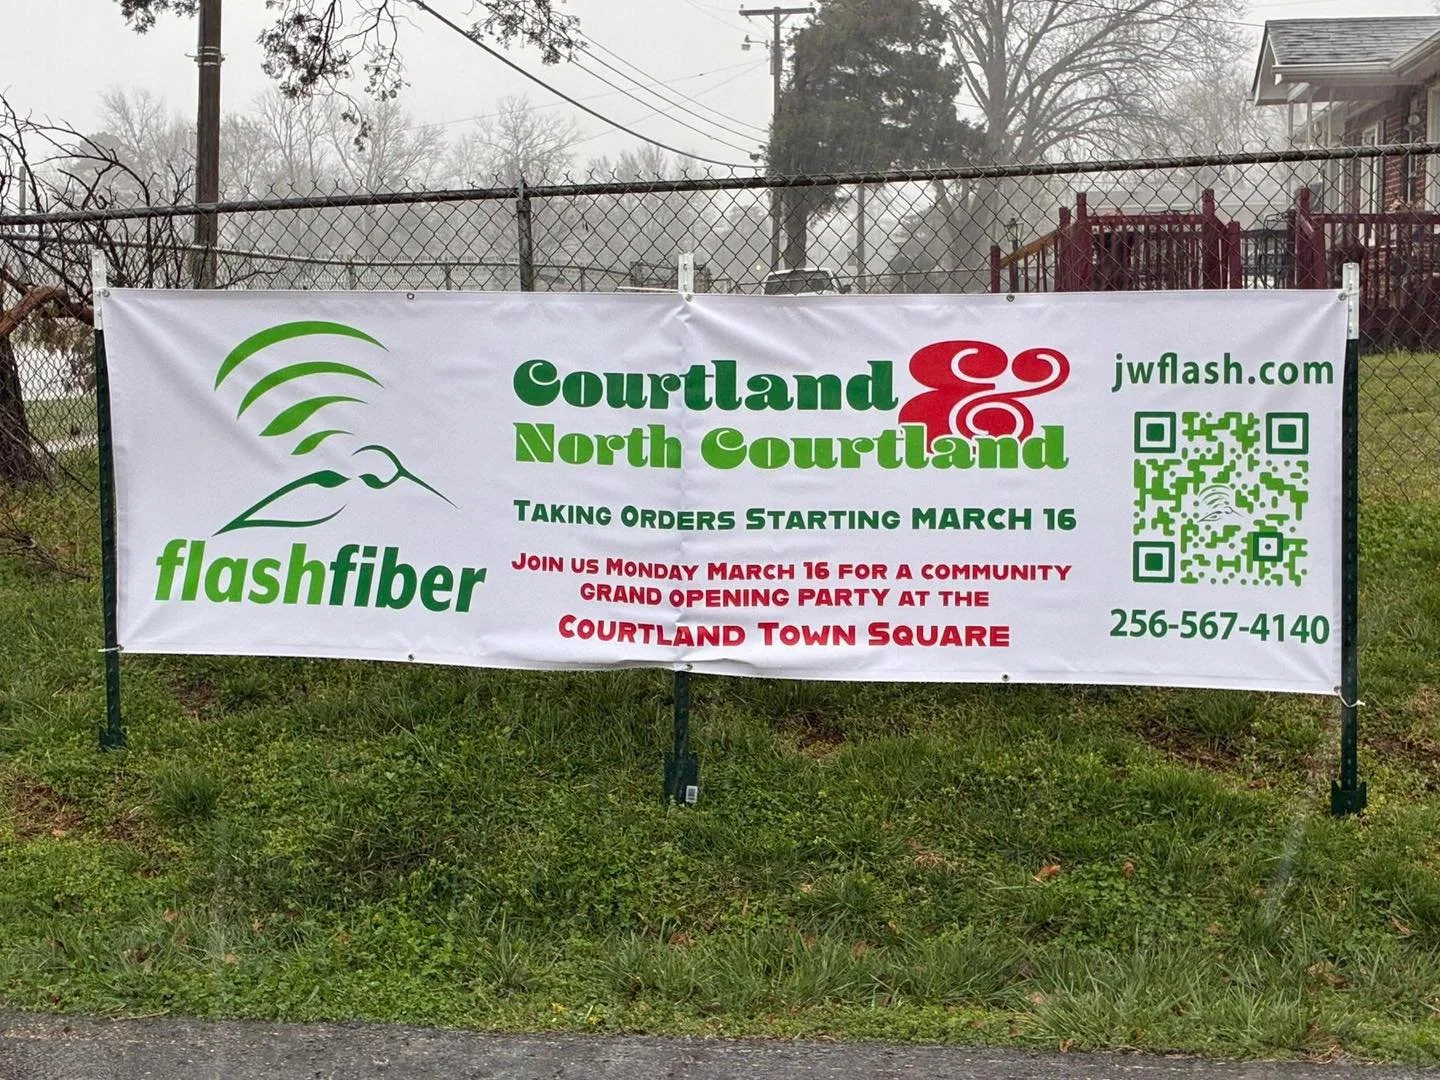 flashfiber
Courtland &
North Courtland
TAKING ORDERS STARTING MARCH 16
JOIN US MONDAY MARCH 16 FOR A COMMUNITY
GRAND OPENING PARTY AT THE
COURTLAND TOWN SQUARE
jwflash.com
256-567-4140